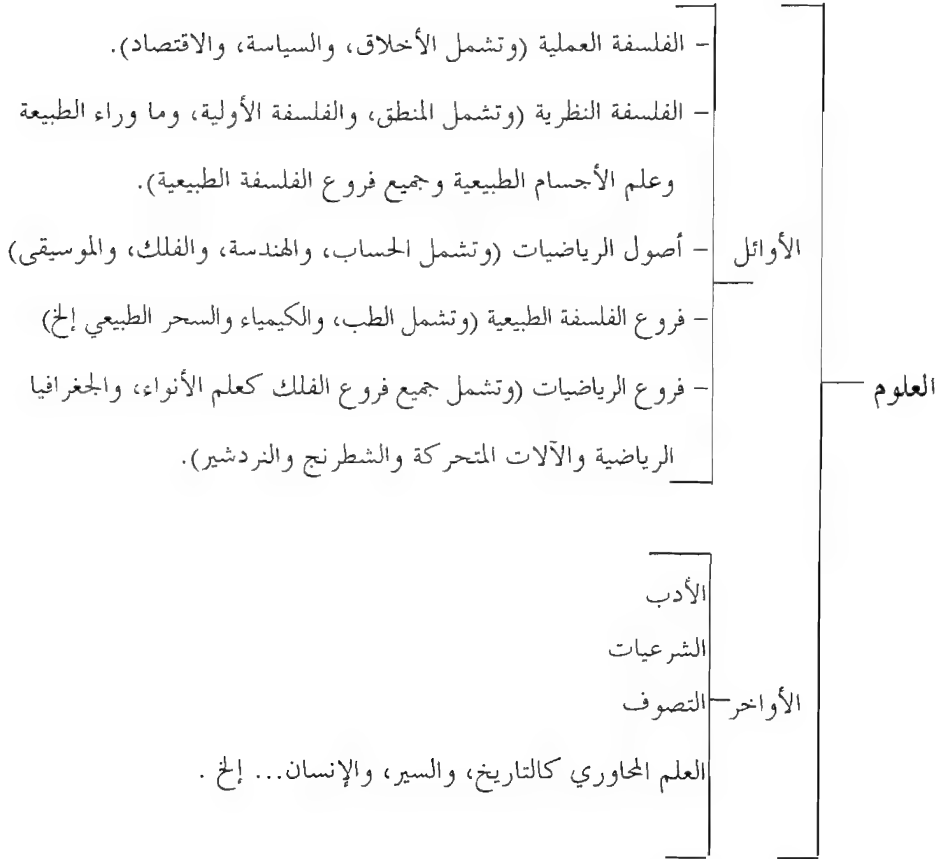 العلوم
الأوائل
– الفلسفة العملية (وتشمل الأخلاق، والسياسة، والاقتصاد).
– الفلسفة النظرية (وتشمل المنطق، والفلسفة الأولية، وما وراء الطبيعة
وعلم الأجسام الطبيعية وجميع فروع الفلسفة الطبيعية).
– أصول الرياضيات (وتشمل الحساب، والهندسة، والفلك، والموسيقى)
– فروع الفلسفة الطبيعية (وتشمل الطب، والكيمياء والسحر الطبيعي إلخ)
– فروع الرياضيات (وتشمل جميع فروع الفلك كعلم الأنواء، والجغرافيا
الرياضية والآلات المتحركة والشطرنج والنردشير).
الأواخر
الأدب
الشرعيات
التصوف
العلم المحاوري كالتاريخ، والسير، والإنسان... إلخ .